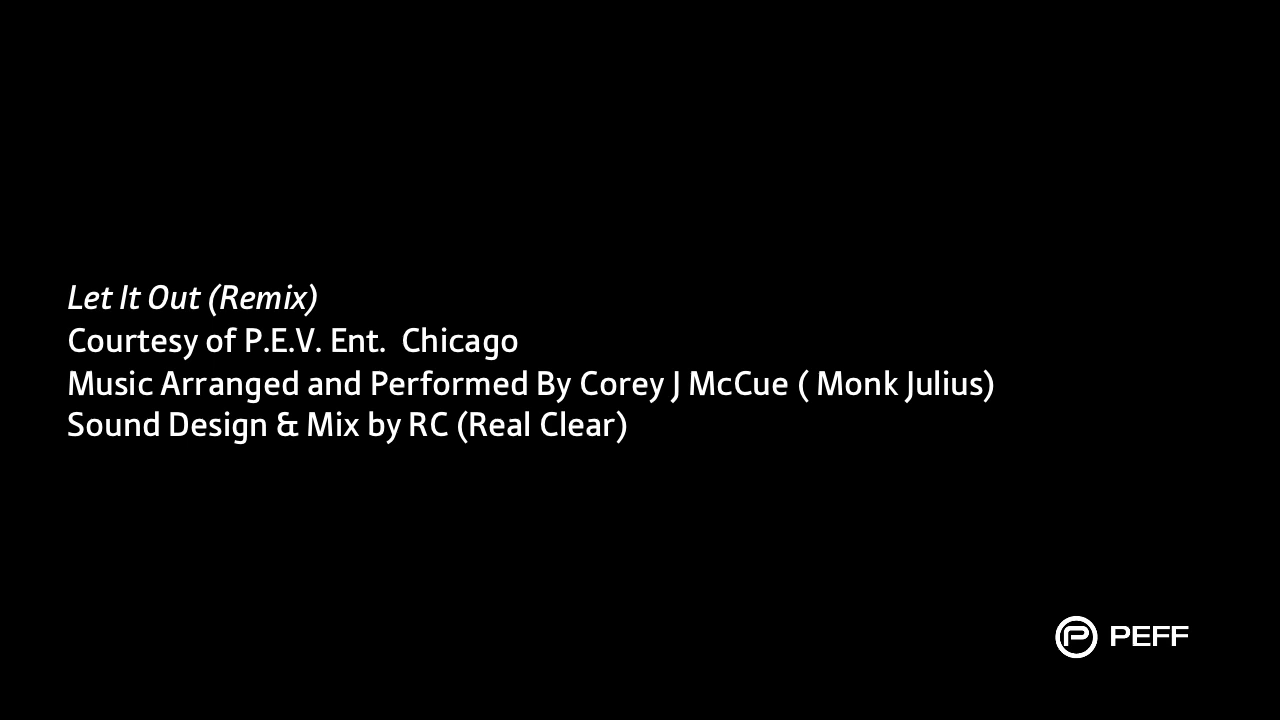 Let It Out (Remix)
Courtesy of P.E.V. Ent.  Chicago
Music Arranged and Performed By Corey J McCue ( Monk Julius)
Sound Design & Mix by RC (Real Clear)
PEFF